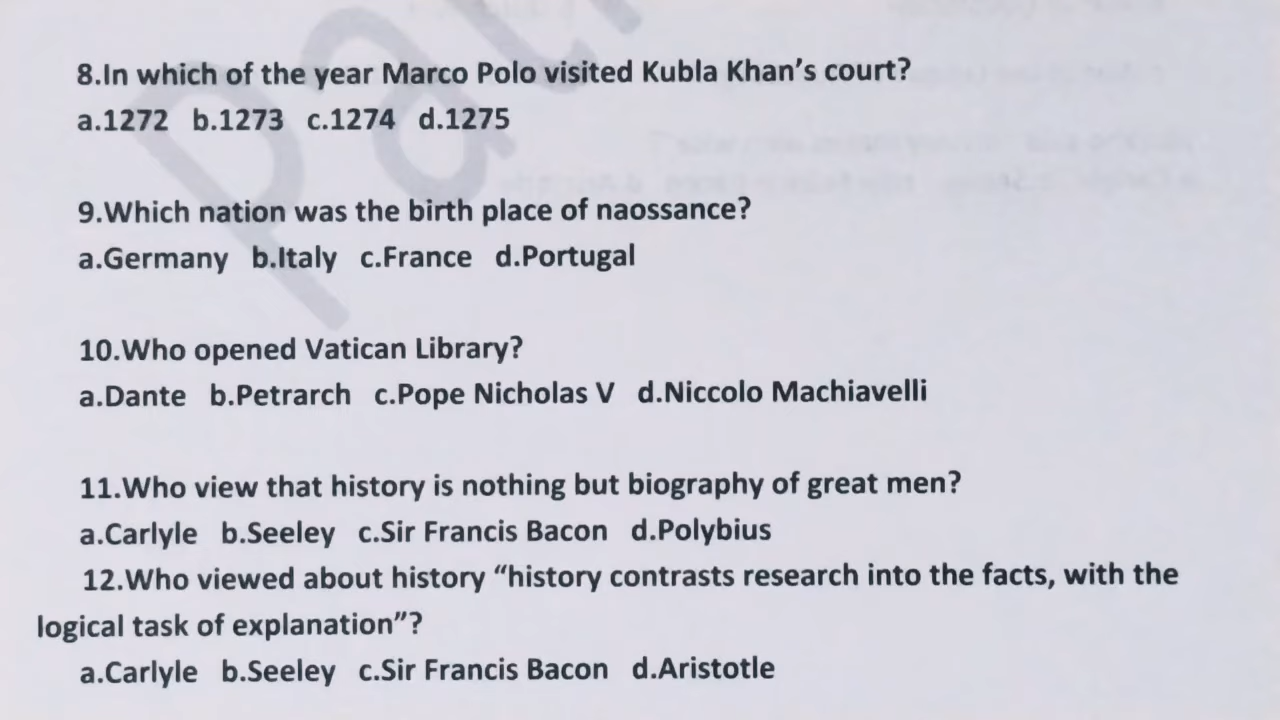 8.In which of the year Marco Polo visited Kubla Khan's court?
a.1272 b.1273 c.1274 d.1275
9.Which nation was the birth place of naossance?
a.Germany b.Italy c.France d.Portugal
10.Who opened Vatican Library?
a.Dante b.Petrarch c.Pope Nicholas V d.Niccolo Machiavelli
11.Who view that history is nothing but biography of great men?
a.Carlyle b.Seeley c.Sir Francis Bacon d.Polybius
12.Who viewed about history “history contrasts research into the facts, with the
logical task of explanation”?
a.Carlyle b.Seeley c.Sir Francis Bacon d.Aristotle